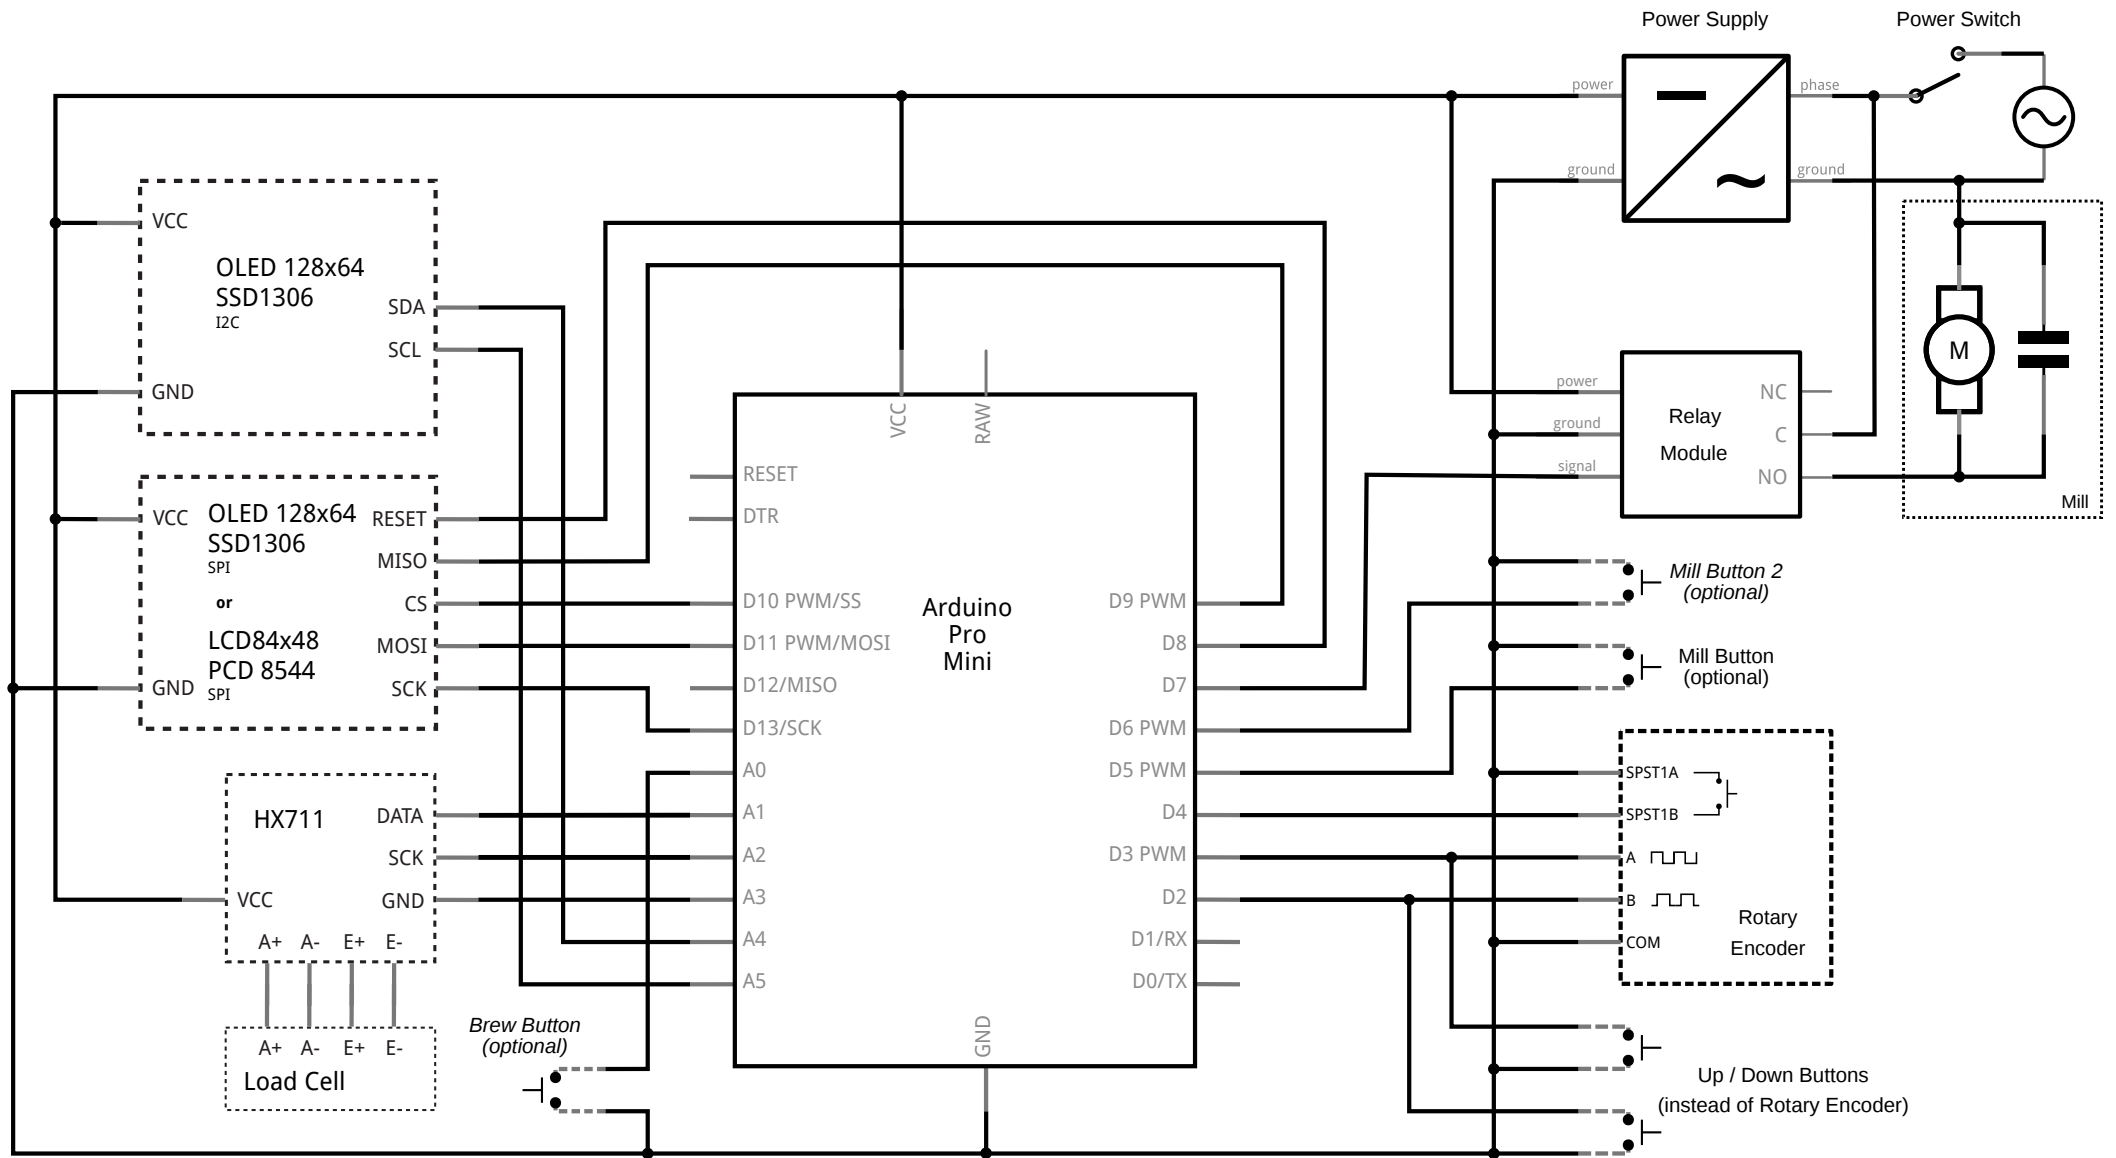 Power Supply
Power Switch
power
phase
ground
ground
VCC
OLED 128x64
SSD1306
I2C
SDA
SCL
GND
VCC
OLED 128x64
SSD1306
SPI
or
LCD84x48
PCD 8544
SPI
GND
RESET
MISO
CS
MOSI
SCK
HX711
DATA
SCK
VCC
GND
A+ A- E+ E-
A+ A- E+ E-
Load Cell
Brew Button
(optional)
VCC
RAW
RESET
DTR
D10 PWM/SS
D11 PWM/MOSI
D12/MISO
D13/SCK
A0
A1
A2
A3
A4
A5
Arduino
Pro
Mini
D9 PWM
D8
D7
D6 PWM
D5 PWM
D4
D3 PWM
D2
D1/RX
D0/TX
GND
power
ground
signal
Relay
Module
NC
C
NO
M
Mill
Mill Button 2
(optional)
Mill Button
(optional)
SPST1A
SPST1B
A
B
COM
Rotary
Encoder
Up / Down Buttons
(instead of Rotary Encoder)